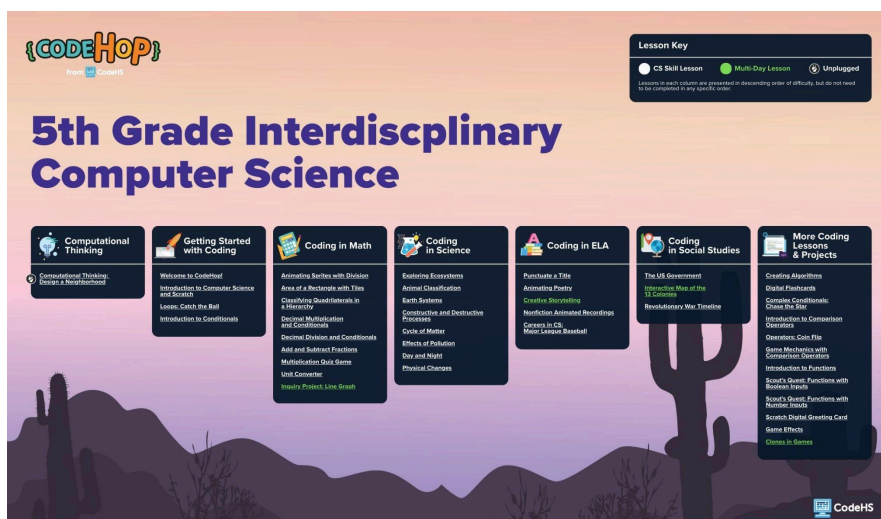 {CODEHOP}
from CodeHS
Lesson Key
CS Skill Lesson
Multi-Day Lesson
Unplugged
Lessons in each column are presented in descending order of difficulty, but do not need
to be completed in any specific order.
5th Grade Interdiscplinary
Computer Science
Computational
Thinking
Computational Thinking:
Design a Neighborhood
Getting Started
with Coding
Welcome to CodeHop!
Introduction to Computer Science
and Scratch
Loops: Catch the Ball
Introduction to Conditionals
Coding in Math
Animating Sprites with Division
Area of a Rectangle with Tiles
Classifying Quadrilaterals in
a Hierarchy
Decimal Multiplication
and Conditionals
Decimal Division and Conditionals
Add and Subtract Fractions
Multiplication Quiz Game
Unit Converter
Inquiry Project: Line Graph
Coding
in Science
Exploring Ecosystems
Animal Classification
Earth Systems
Constructive and Destructive
Processes
Cycle of Matter
Effects of Pollution
Day and Night
Physical Changes
A
Coding in ELA
Punctuate a Title
Animating Poetry
Creative Storytelling
Nonfiction Animated Recordings
Careers in CS:
Major League Baseball
Coding
in Social Studies
The US Government
Interactive Map of the
13 Colonies
Revolutionary War Timeline
More Coding
Lessons
& Projects
Creating Algorithms
Digital Flashcards
Complex Conditionals:
Chase the Star
Introduction to Comparison
Operators
Operators: Coin Flip
Game Mechanics with
Comparison Operators
Introduction to Functions
Scout's Quest: Functions with
Boolean Inputs
Scout's Quest: Functions with
Number Inputs
Scratch Digital Greeting Card
Game Effects
Clones in Games
CodeHS